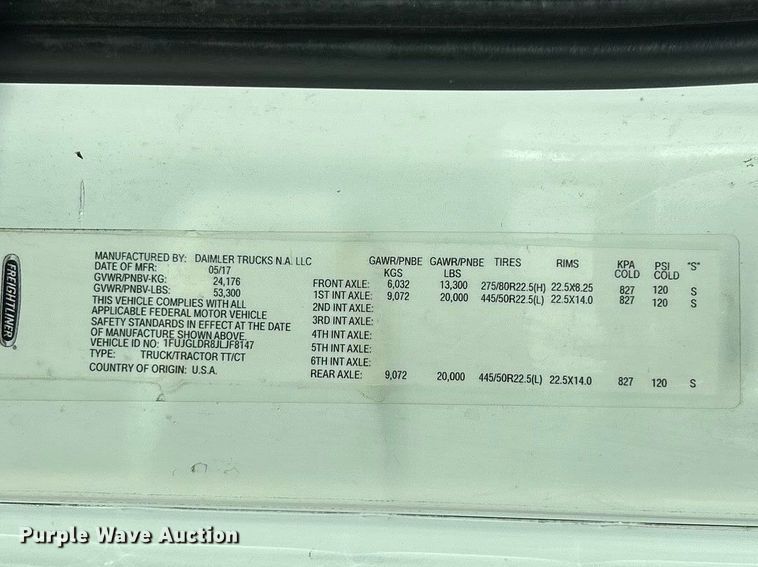 FREIGHTLINER
MANUFACTURED BY: DAIMLER TRUCKS N.A. LLC
DATE OF MFR: 05/17
GVWR/PNBV-KG: 24,176
GVWR/PNBV-LBS: 53,300
THIS VEHICLE COMPLIES WITH ALL
APPLICABLE FEDERAL MOTOR VEHICLE
SAFETY STANDARDS IN EFFECT AT THE DATE
OF MANUFACTURE SHOWN ABOVE.
VEHICLE ID NO: 1FUJGLDR8JLJF8147
TYPE: TRUCK/TRACTOR TT/CT
COUNTRY OF ORIGIN: U.S.A.
GAWR/PNBE GAWR/PNBE TIRES RIMS KPA PSI "S"
KGS LBS COLD COLD
FRONT AXLE: 6,032 13,300 275/80R22.5(H) 22.5X8.25 827 120 S
1ST INT AXLE: 9,072 20,000 445/50R22.5(L) 22.5X14.0 827 120 S
2ND INT AXLE:
3RD INT AXLE:
4TH INT AXLE:
5TH INT AXLE:
6TH INT AXLE:
REAR AXLE: 9,072 20,000 445/50R22.5(L) 22.5X14.0 827 120 S
Purple Wave Auction